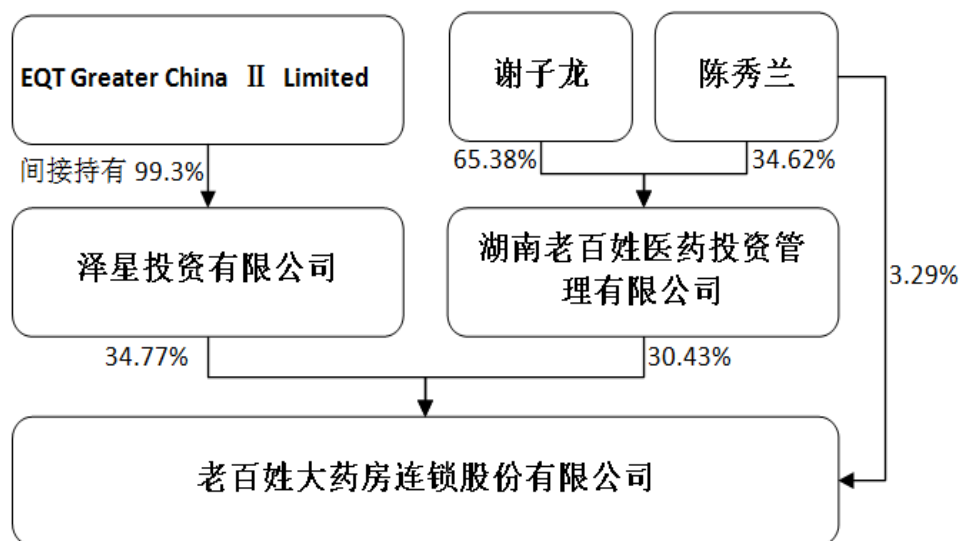 EQT Greater China Ⅱ Limited
谢子龙
陈秀兰
间接持有 99.3%
65.38%
34.62%
泽星投资有限公司
湖南老百姓医药投资管
理有限公司
3.29%
34.77%
30.43%
老百姓大药房连锁股份有限公司